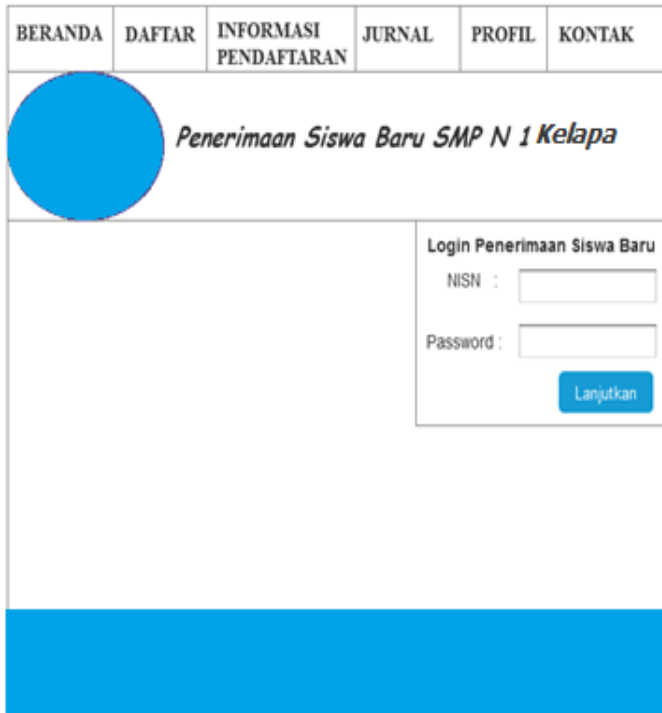 BERANDA DAFTAR INFORMASI PENDAFTARAN JURNAL PROFIL KONTAK
Penerimaan Siswa Baru SMP N 1 Kelapa
Login Penerimaan Siswa Baru
NISN :
Password :
Lanjutkan